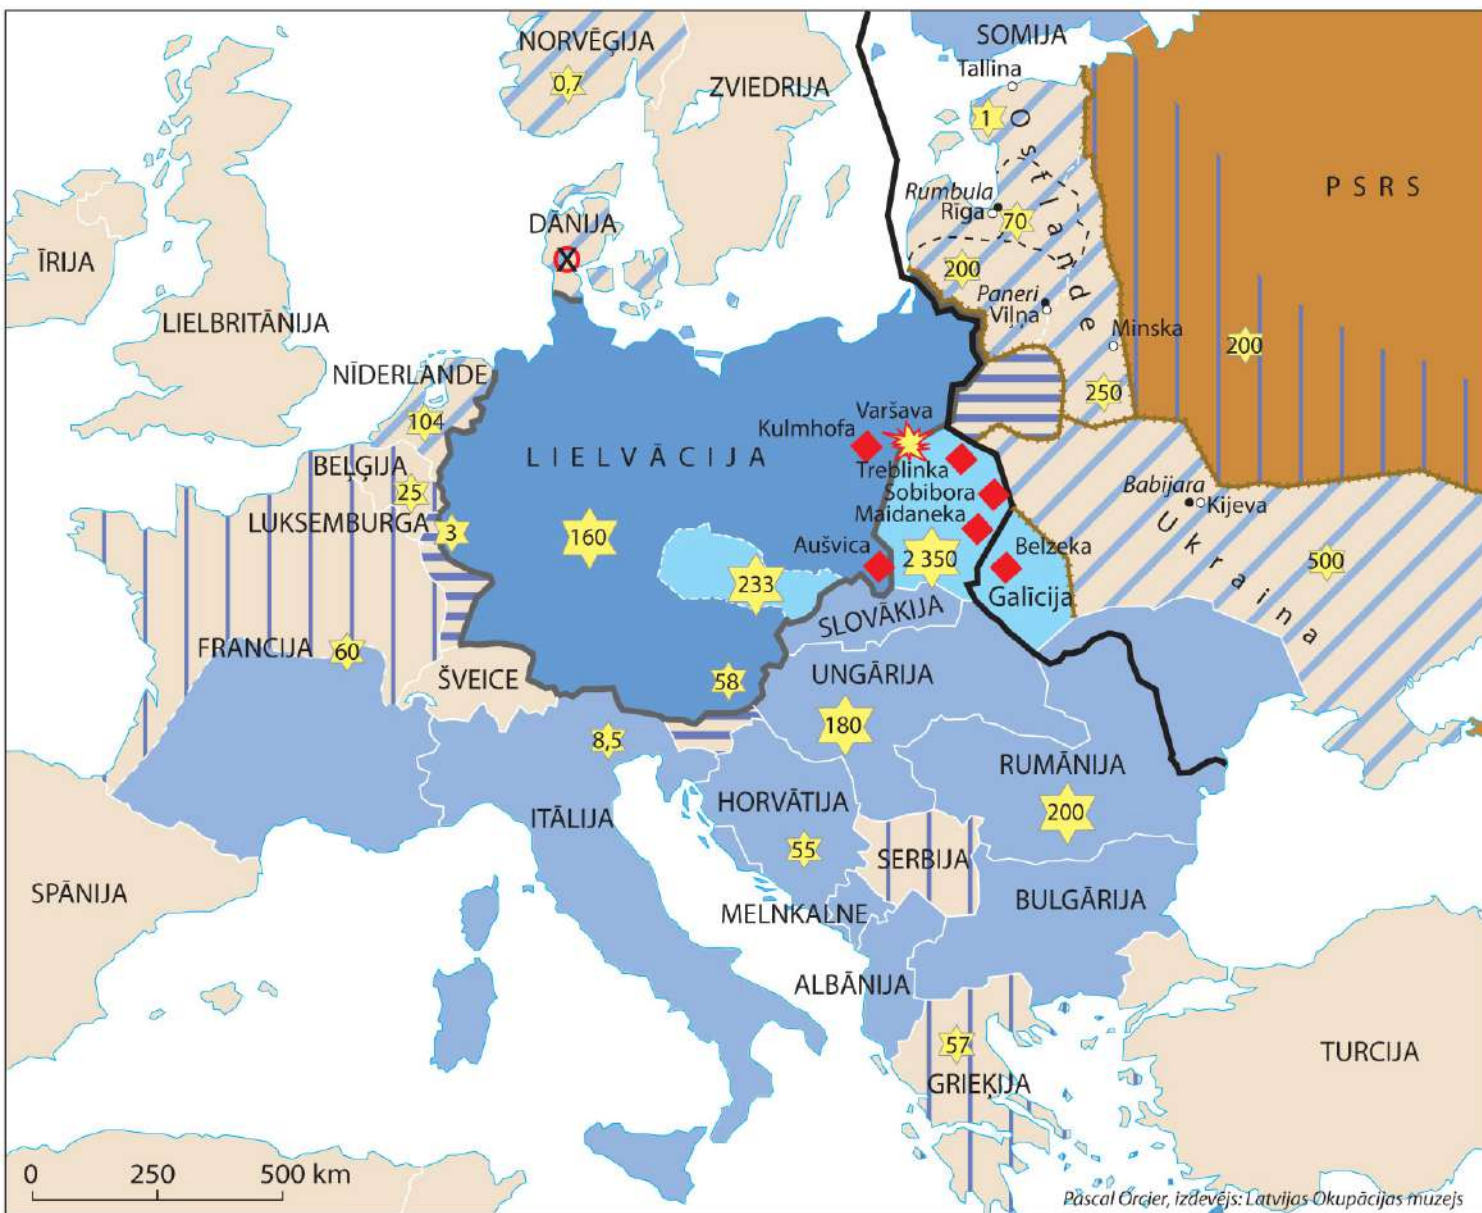 NORVĒĢIJA
0,7
ZVIEDRIJA
SOMIJA
Tallina
1
Ostlande
PSRS
Rumbula
Rīga
70
DĀNIJA
X
ĪRIJA
200
Paneri
Viļņa
LIELBRITĀNIJA
Minska
200
NĪDERLANDE
250
104
Varšava
Kulmhofa
LIELVĀCIJA
Treblinka
BEĻĢIJA
25
Sobibora
Babijara
Kijeva
LUKSEMBURGA
3
Maidaneka
Ukraina
160
Aušvica
2 350
Belzeka
500
233
Galīcija
SLOVĀKIJA
FRANCIJA
60
ŠVEICE
58
UNGĀRIJA
180
8,5
RUMĀNIJA
HORVĀTIJA
200
ITĀLIJA
55
SERBIJA
SPĀNIJA
BULGĀRIJA
MELNKALNE
ALBĀNIJA
57
TURCIJA
GRIEĶIJA
0 250 500 km
Pascal Orcier, izdevējs: Latvijas Okupācijas muzejs